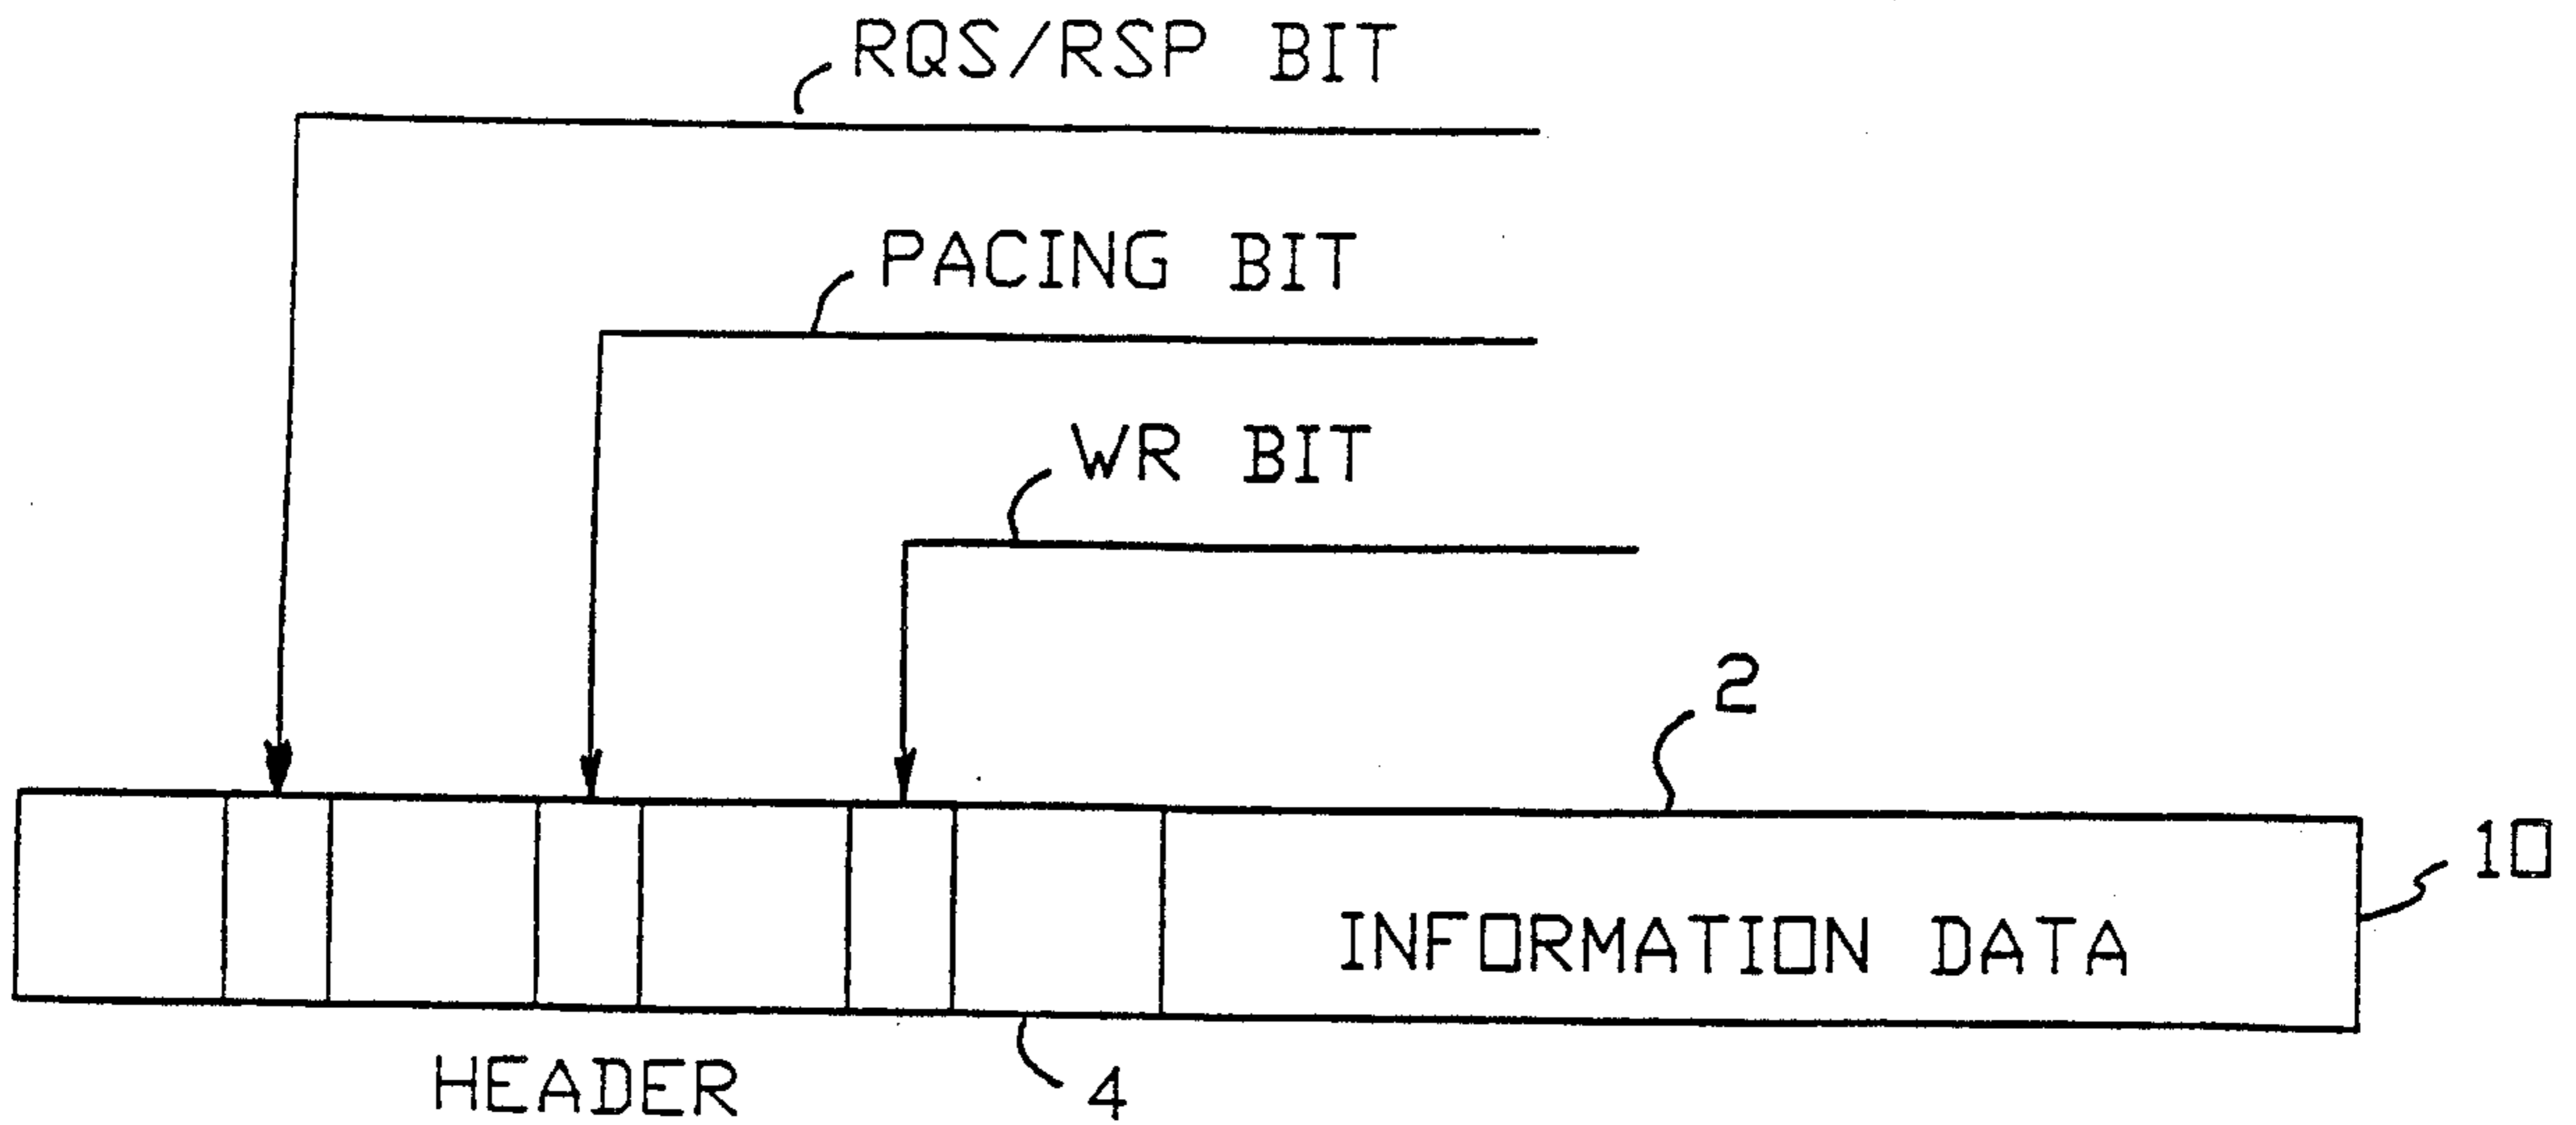 RQS/RSP BIT
PACING BIT
WR BIT
2
10
INFORMATION DATA
HEADER
4